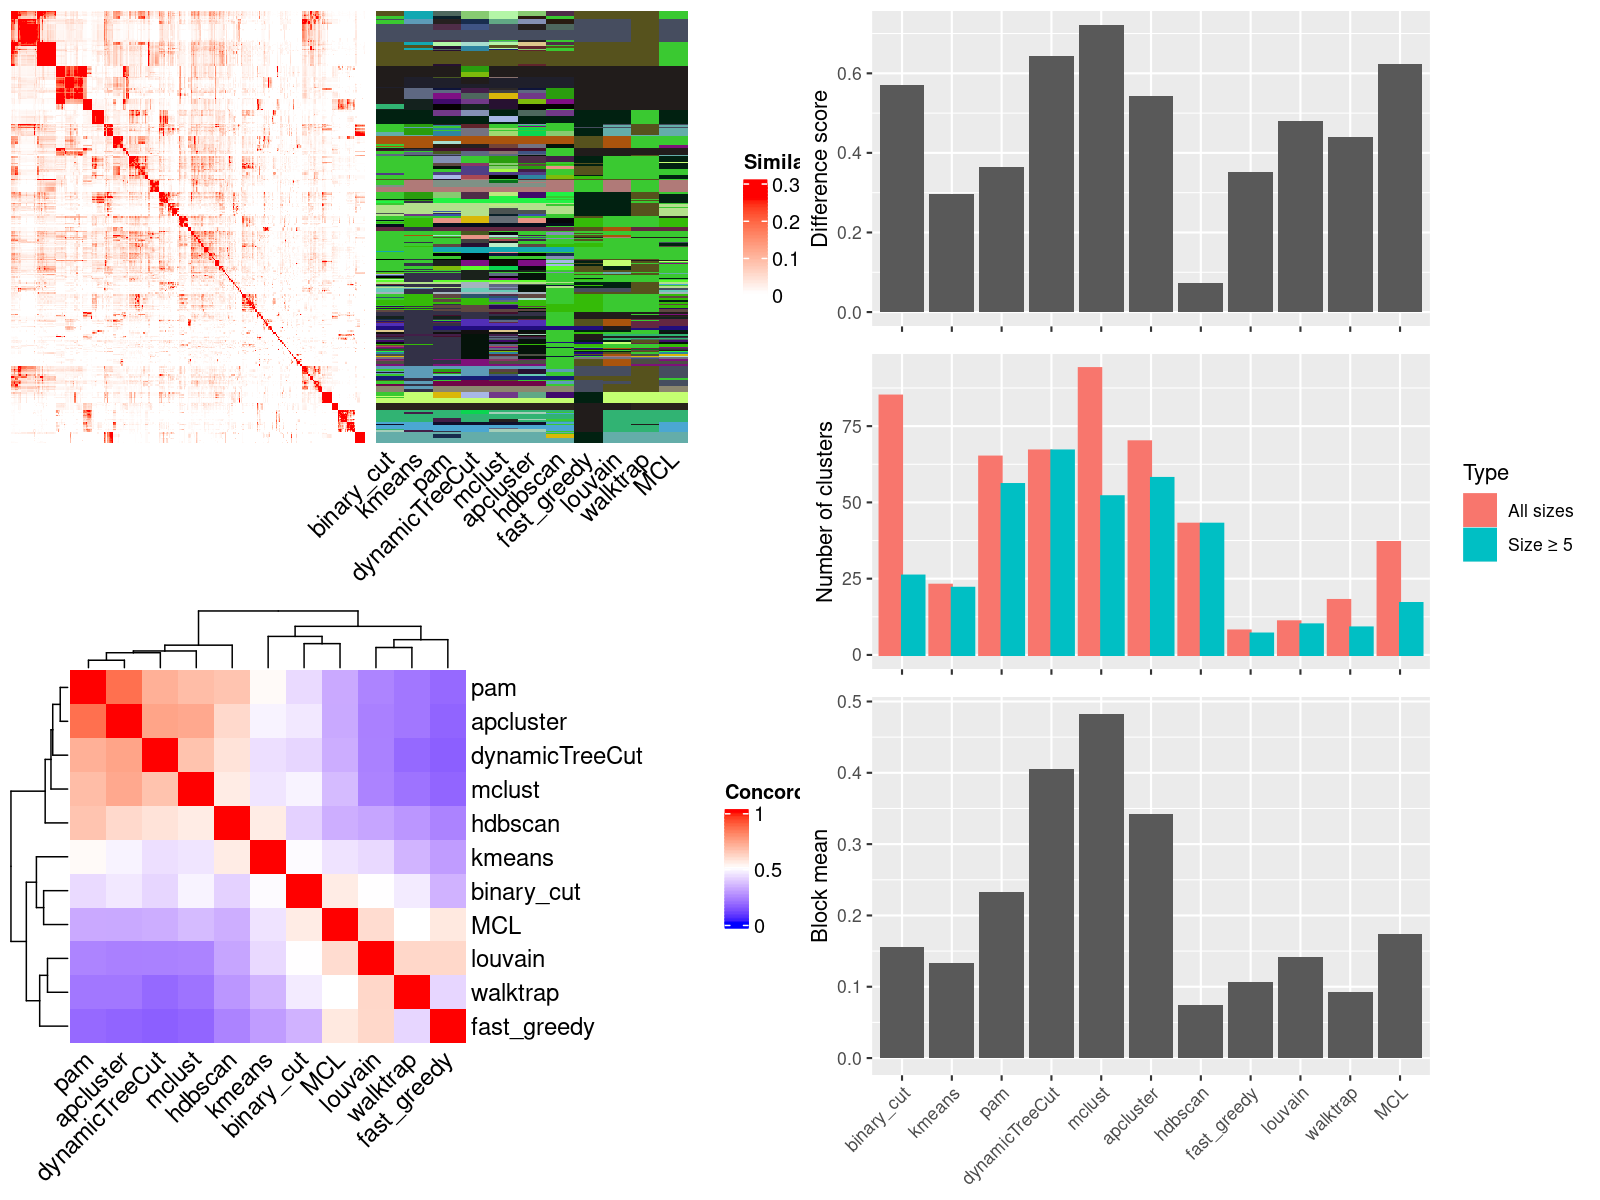 Simila
0.3
0.2
0.1
0
binary_cut
kmeans
pam
dynamicTreeCut
mclust
apcluster
hdbscan
fast_greedy
louvain
walktrap
MCL
pam
apcluster
dynamicTreeCut
mclust
hdbscan
kmeans
binary_cut
MCL
louvain
walktrap
fast_greedy
pam
apcluster
dynamicTreeCut
mclust
hdbscan
kmeans
binary_cut
MCL
louvain
walktrap
fast_greedy
Concorc
1
0.5
0
Difference score
0.6
0.4
0.2
0.0
Number of clusters
75
50
25
0
Type
All sizes
Size ≥ 5
Block mean
0.5
0.4
0.3
0.2
0.1
0.0
binary_cut
kmeans
pam
dynamicTreeCut
mclust
apcluster
hdbscan
fast_greedy
louvain
walktrap
MCL